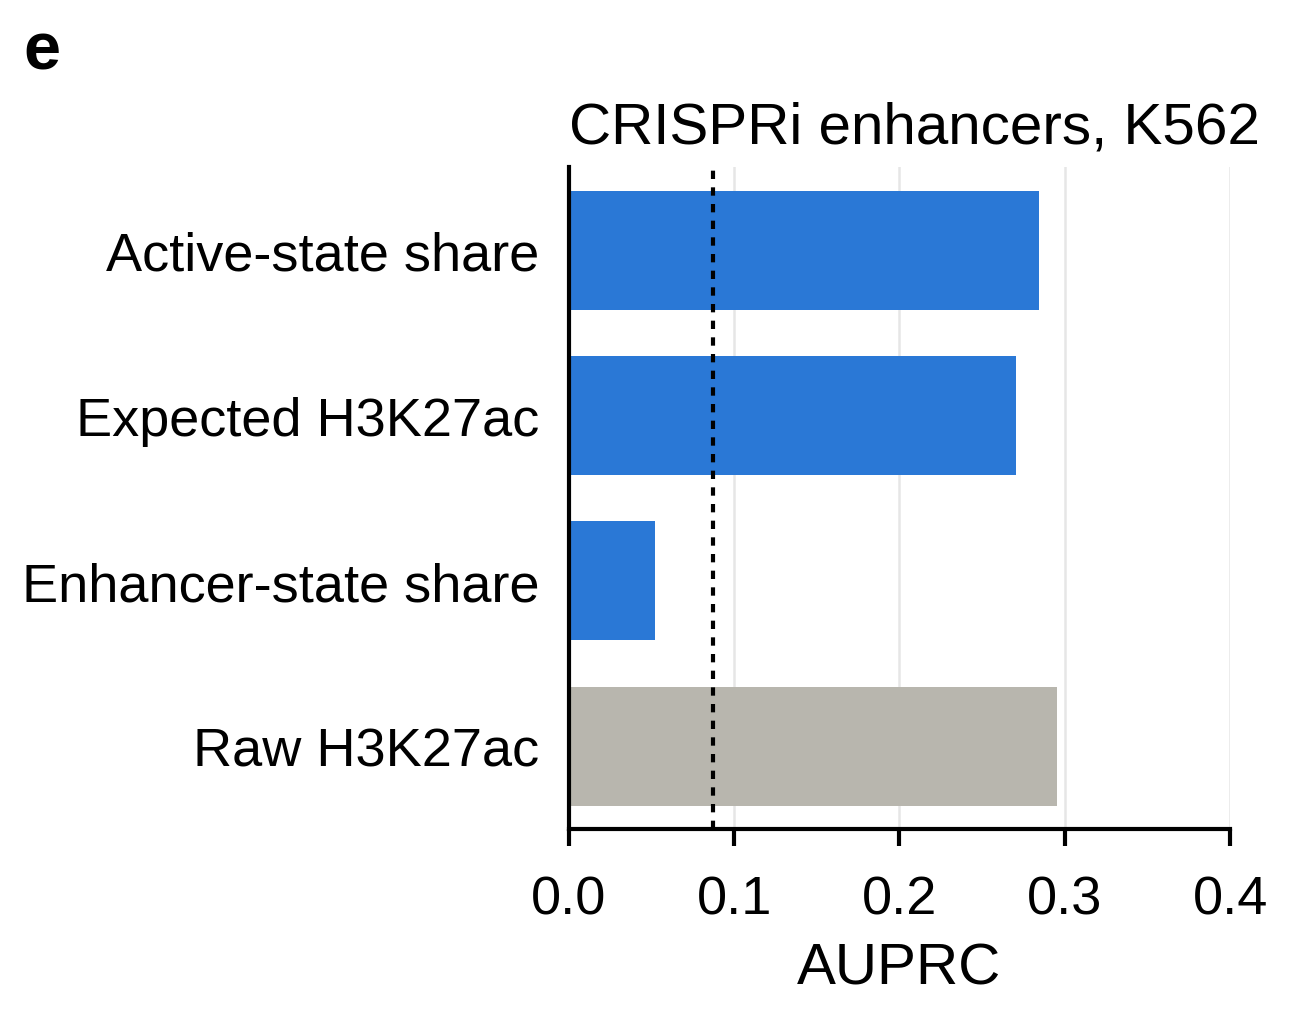 e
CRISPRi enhancers, K562
Active-state share
Expected H3K27ac
Enhancer-state share
Raw H3K27ac
0.0 0.1 0.2 0.3 0.4
AUPRC